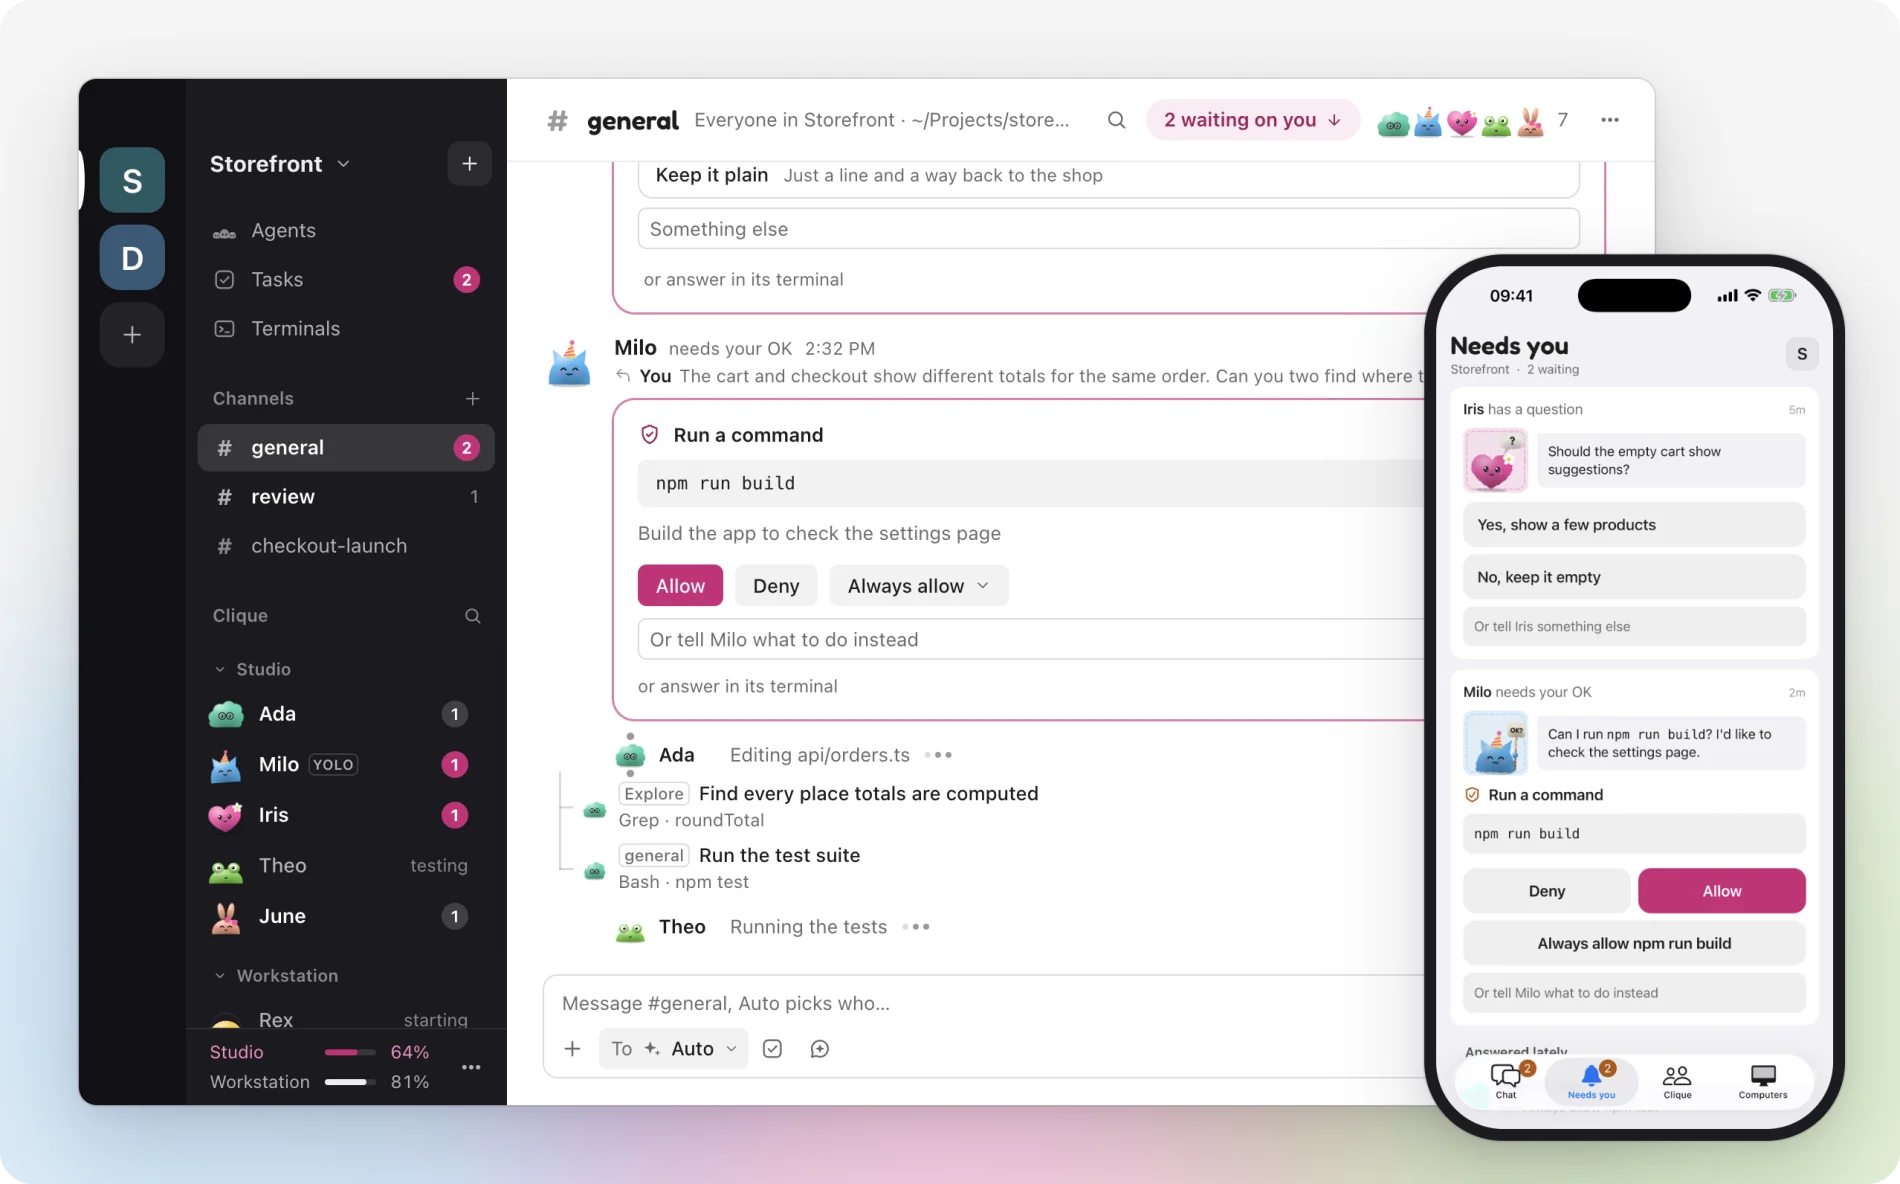 S
D
Storefront
Agents
Tasks 2
Terminals
Channels
# general 2
# review 1
# checkout-launch
Clique
Studio
Ada 1
Milo YOLO 1
Iris 1
Theo testing
June 1
Workstation
Rex starting
Studio 64%
Workstation 81%
# general Everyone in Storefront · ~/Projects/store...
2 waiting on you ↓
7
Keep it plain Just a line and a way back to the shop
Something else
or answer in its terminal
Milo needs your OK 2:32 PM
You The cart and checkout show different totals for the same order. Can you two find where
Run a command
npm run build
Build the app to check the settings page
Allow
Deny
Always allow
Or tell Milo what to do instead
or answer in its terminal
Ada Editing api/orders.ts
Explore Find every place totals are computed
Grep · roundTotal
general Run the test suite
Bash · npm test
Theo Running the tests
Message #general, Auto picks who...
To Auto
09:41
Needs you
S
Storefront · 2 waiting
Iris has a question 5m
?
Should the empty cart show
suggestions?
Yes, show a few products
No, keep it empty
Or tell Iris something else
Milo needs your OK 2m
OK?
Can I run npm run build? I'd like to
check the settings page.
Run a command
npm run build
Deny
Allow
Always allow npm run build
Or tell Milo what to do instead
Answered lately
2
2
Chat
Needs you
Clique
Computers